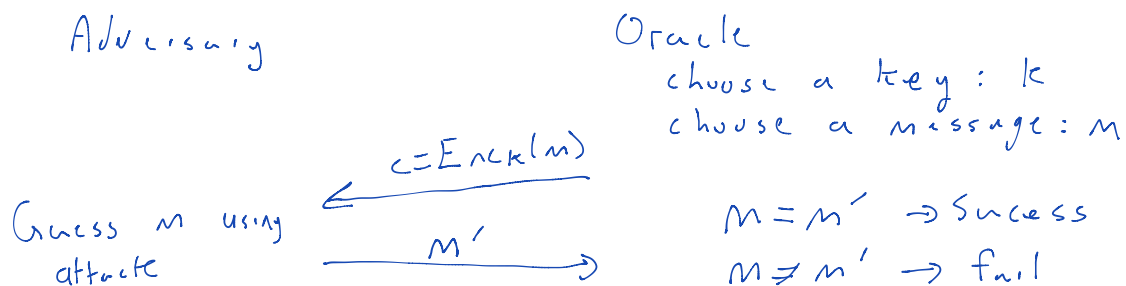 Adversary
Oracle
choose a key: k
choose a message: m
c=Enck(m)
Guess m using
attack
m'
m=m' → Sucess
m≠m' → fail